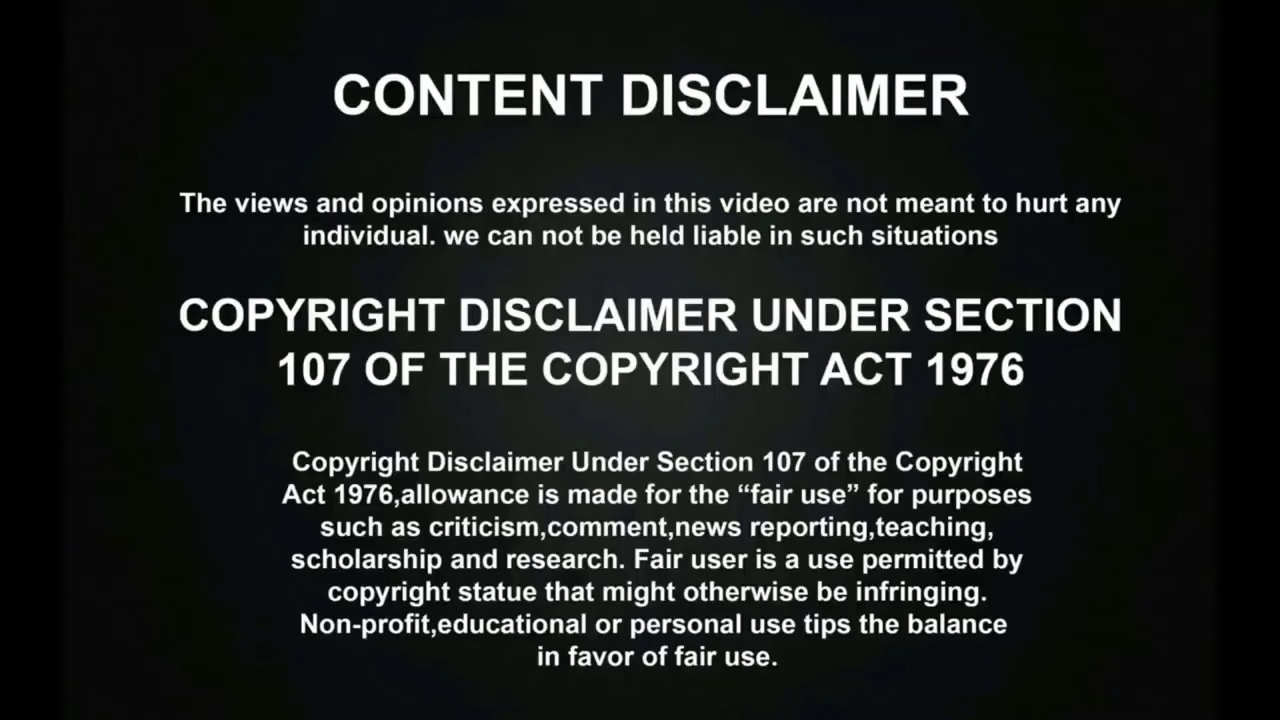 CONTENT DISCLAIMER
The views and opinions expressed in this video are not meant to hurt any
individual. we can not be held liable in such situations
COPYRIGHT DISCLAIMER UNDER SECTION
107 OF THE COPYRIGHT ACT 1976
Copyright Disclaimer Under Section 107 of the Copyright
Act 1976,allowance is made for the “fair use” for purposes
such as criticism,comment,news reporting,teaching,
scholarship and research. Fair user is a use permitted by
copyright statue that might otherwise be infringing.
Non-profit,educational or personal use tips the balance
in favor of fair use.